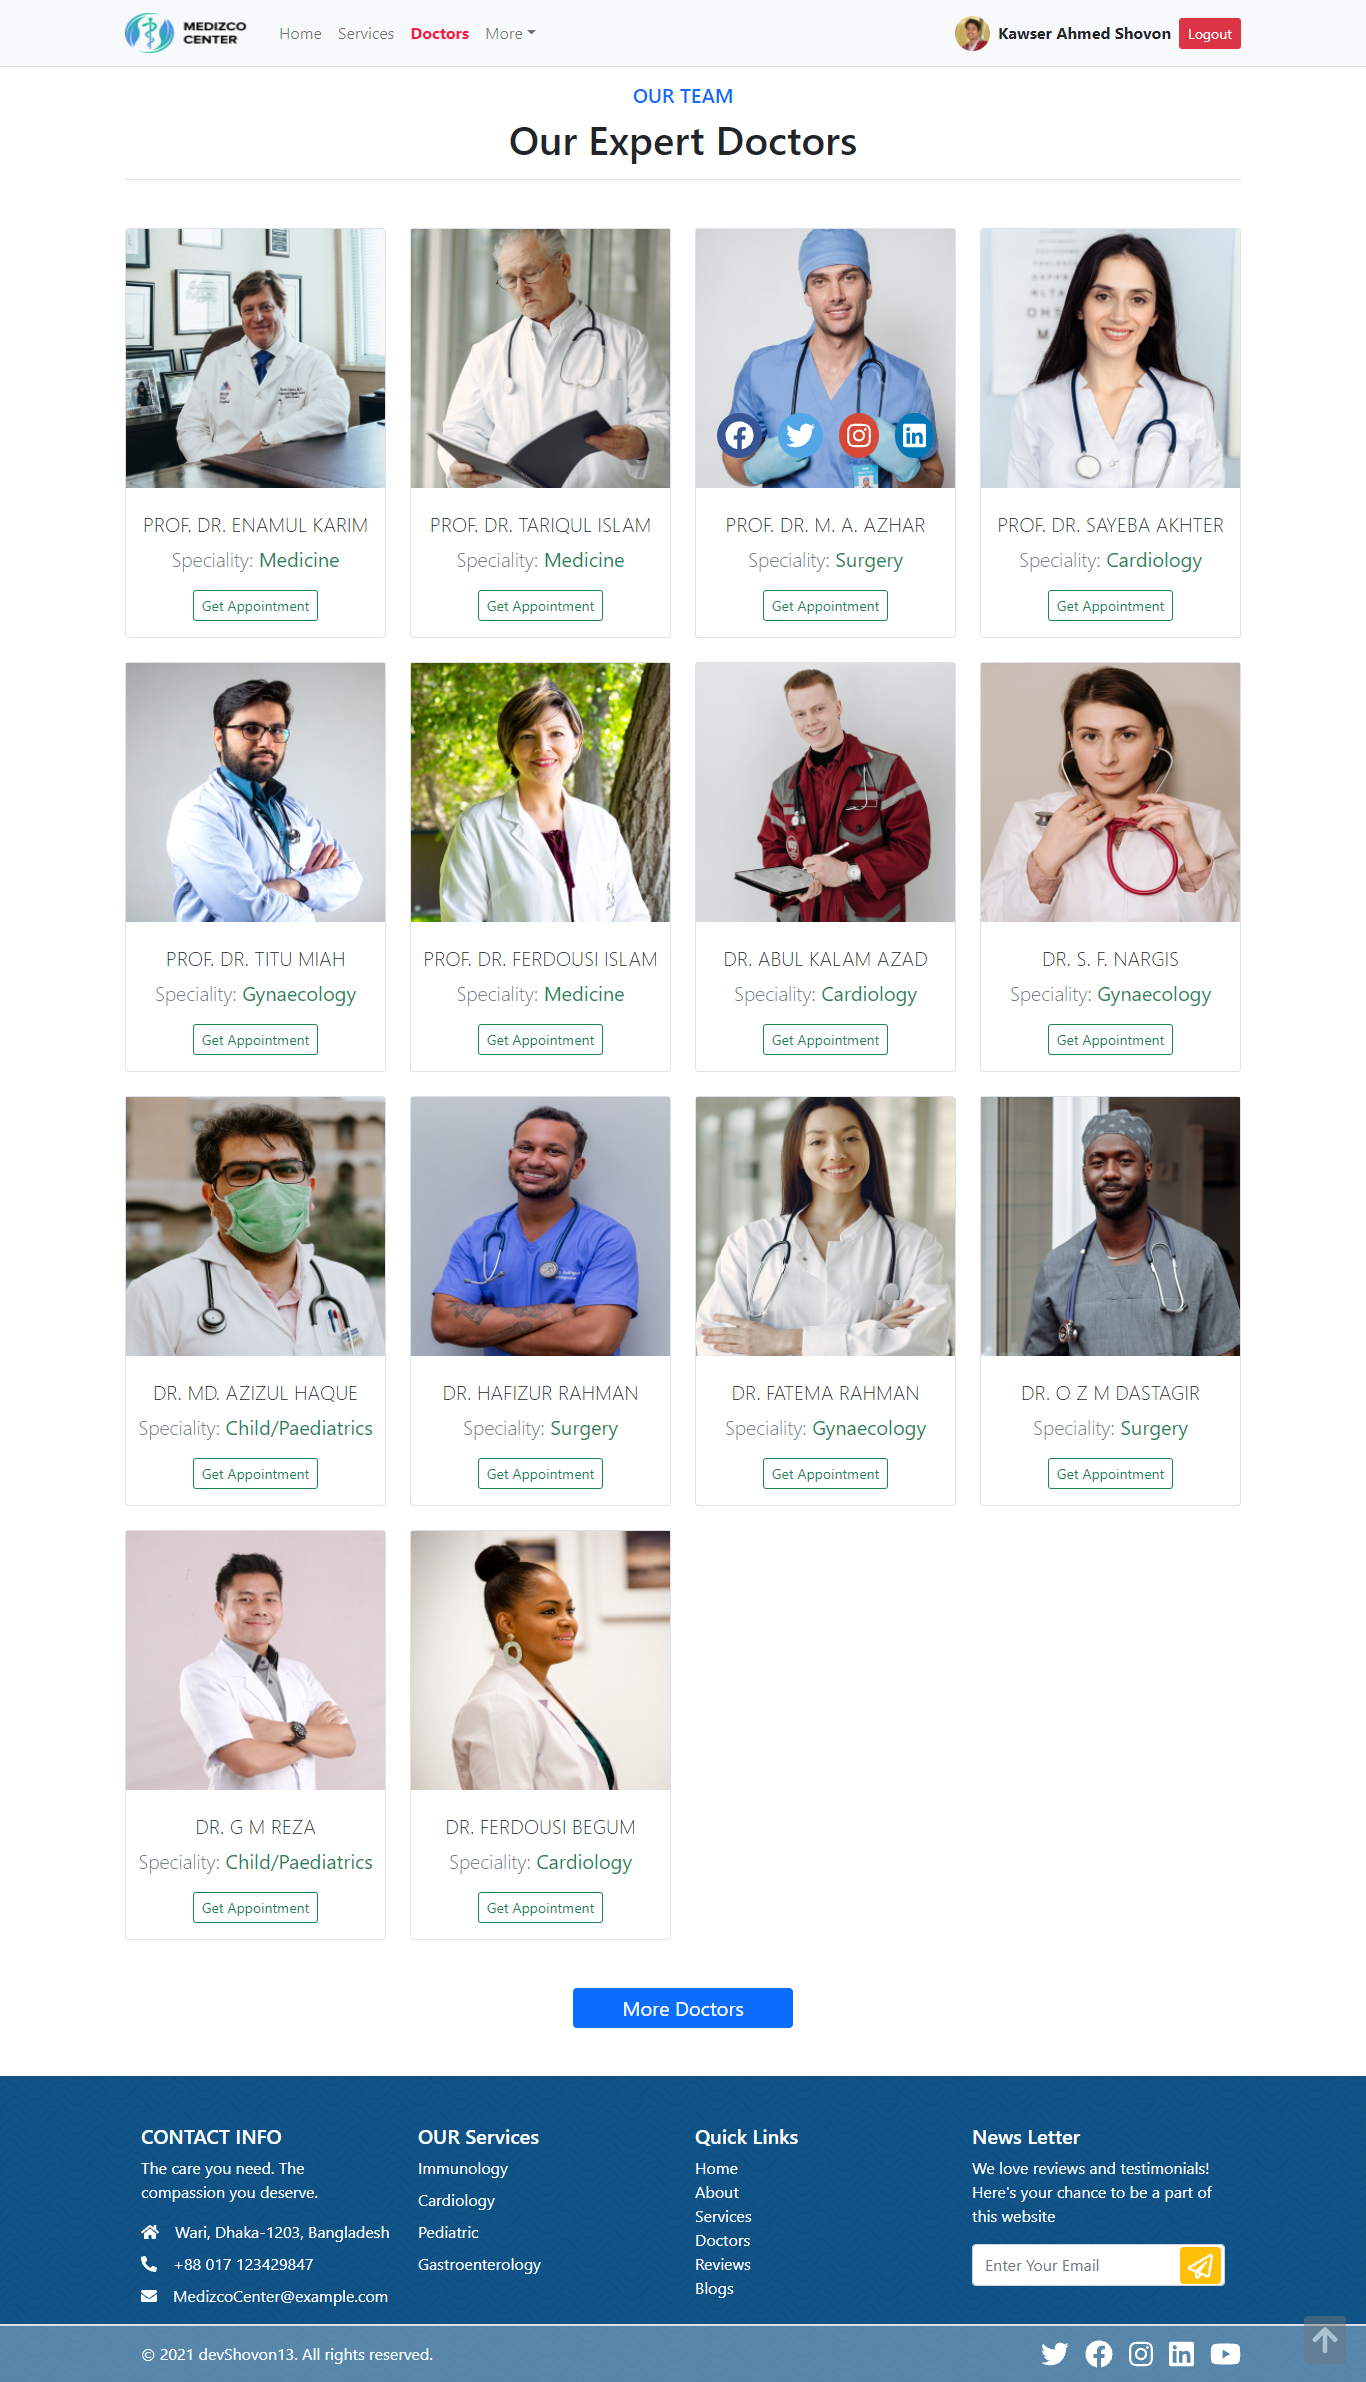 MEDIZCO
CENTER
Home Services Doctors More
Kawser Ahmed Shovon Logout
OUR TEAM
Our Expert Doctors
PROF. DR. ENAMUL KARIM
Speciality: Medicine
Get Appointment
PROF. DR. TARIQUL ISLAM
Speciality: Medicine
Get Appointment
PROF. DR. M. A. AZHAR
Speciality: Surgery
Get Appointment
PROF. DR. SAYEBA AKHTER
Speciality: Cardiology
Get Appointment
PROF. DR. TITU MIAH
Speciality: Gynaecology
Get Appointment
PROF. DR. FERDOUSI ISLAM
Speciality: Medicine
Get Appointment
DR. ABUL KALAM AZAD
Speciality: Cardiology
Get Appointment
DR. S. F. NARGIS
Speciality: Gynaecology
Get Appointment
DR. MD. AZIZUL HAQUE
Speciality: Child/Paediatrics
Get Appointment
DR. HAFIZUR RAHMAN
Speciality: Surgery
Get Appointment
DR. FATEMA RAHMAN
Speciality: Gynaecology
Get Appointment
DR. O Z M DASTAGIR
Speciality: Surgery
Get Appointment
DR. G M REZA
Speciality: Child/Paediatrics
Get Appointment
DR. FERDOUSI BEGUM
Speciality: Cardiology
Get Appointment
More Doctors
CONTACT INFO
The care you need. The
compassion you deserve.
Wari, Dhaka-1203, Bangladesh
+88 017 123429847
MedizcoCenter@example.com
OUR Services
Immunology
Cardiology
Pediatric
Gastroenterology
Quick Links
Home
About
Services
Doctors
Reviews
Blogs
News Letter
We love reviews and testimonials!
Here's your chance to be a part of
this website
Enter Your Email
© 2021 devShovon13. All rights reserved.